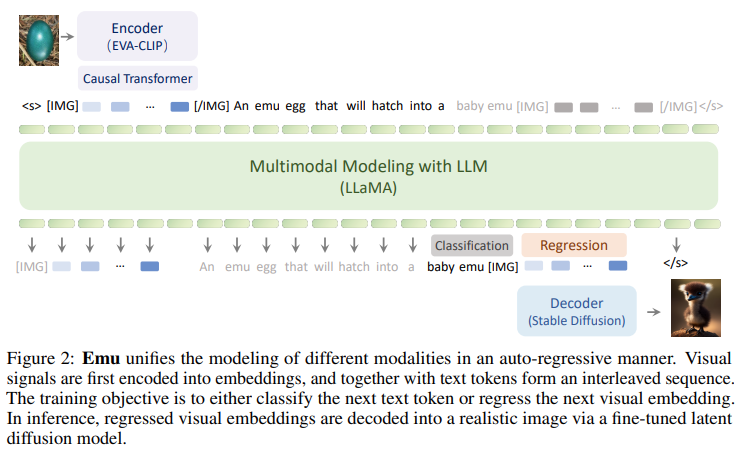 Encoder
(EVA-CLIP)
Causal Transformer
<s> [IMG] ... [/IMG] An emu egg that will hatch into a baby emu [IMG] ... [/IMG] </s>
Multimodal Modeling with LLM
(LLaMA)
Classification Regression
[IMG] ... An emu egg that will hatch into a baby emu [IMG] ... </s>
Decoder
(Stable Diffusion)
Figure 2: Emu unifies the modeling of different modalities in an auto-regressive manner. Visual
signals are first encoded into embeddings, and together with text tokens form an interleaved sequence.
The training objective is to either classify the next text token or regress the next visual embedding.
In inference, regressed visual embeddings are decoded into a realistic image via a fine-tuned latent
diffusion model.